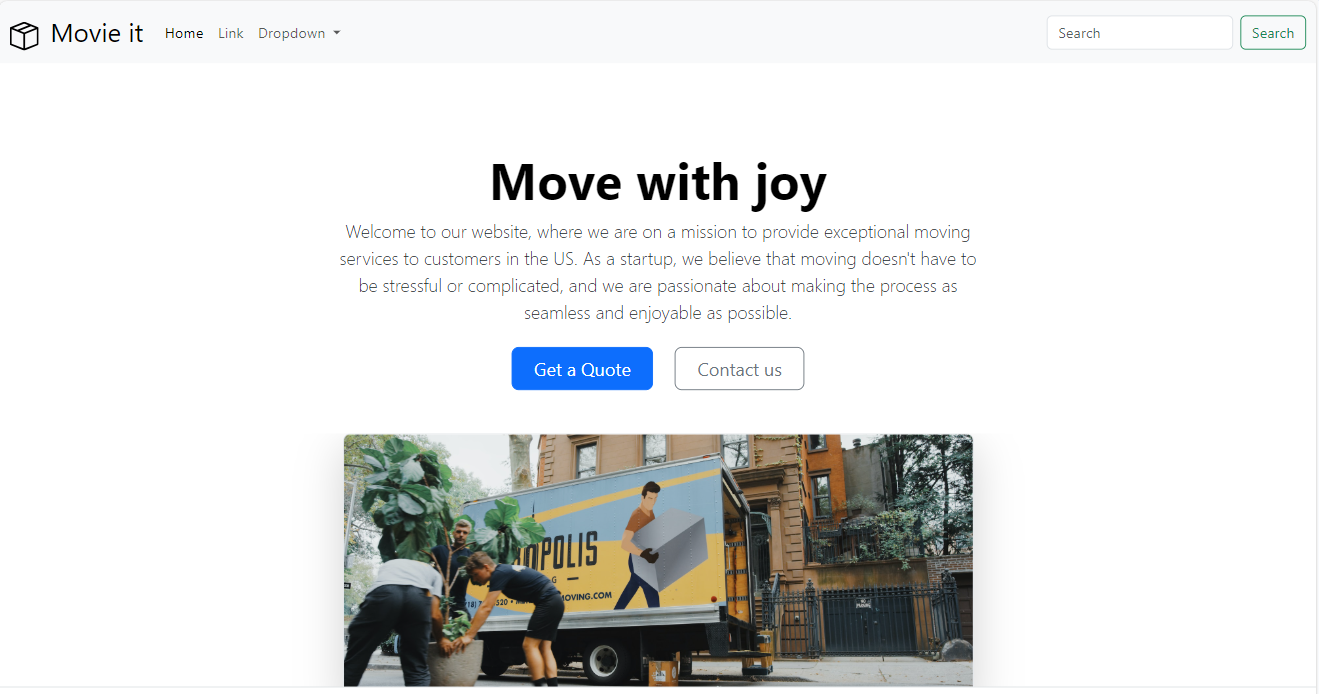 Movie it
Home
Link
Dropdown
Search
Search
Move with joy
Welcome to our website, where we are on a mission to provide exceptional moving
services to customers in the US. As a startup, we believe that moving doesn't have to
be stressful or complicated, and we are passionate about making the process as
seamless and enjoyable as possible.
Get a Quote
Contact us
OPOLIS
MOVING.COM
NO
PARKING